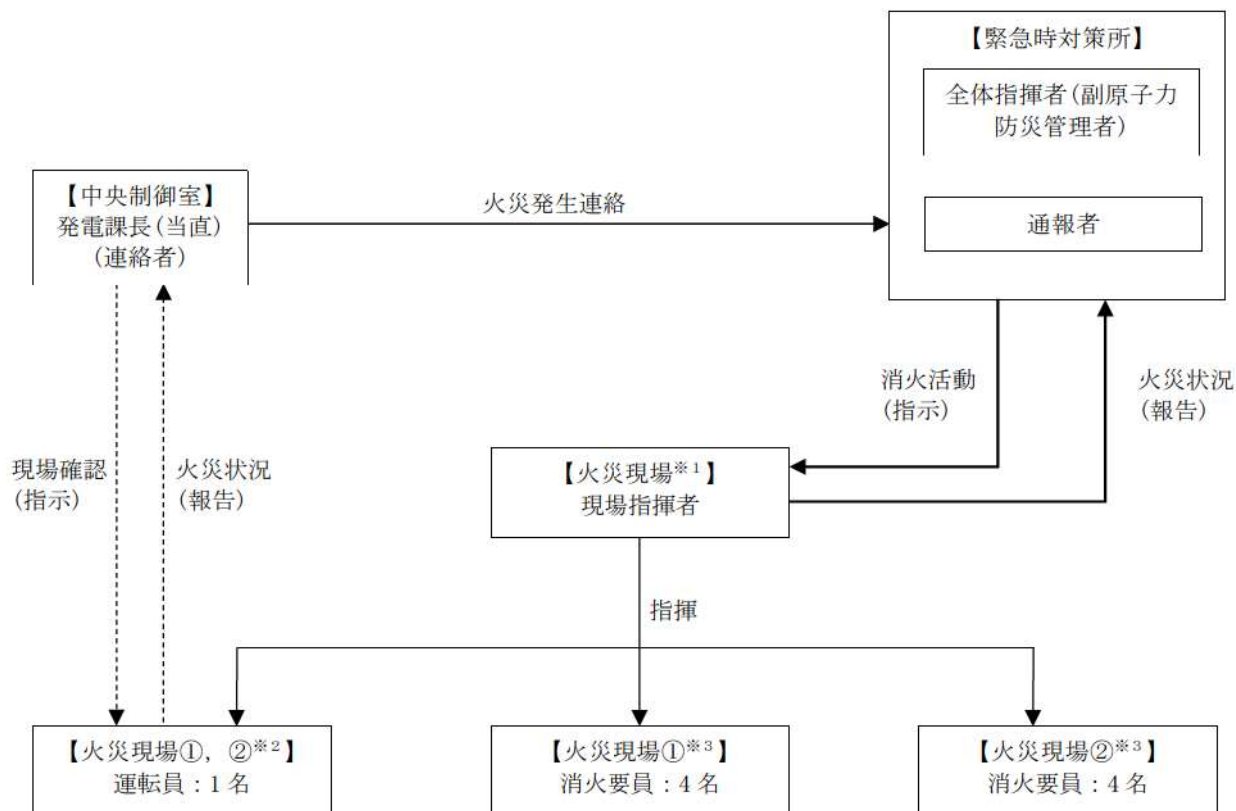 【緊急時対策所】
全体指揮者(副原子力
防災管理者)
通報者
【中央制御室】
発電課長(当直)
(連絡者)
火災発生連絡
消火活動
(指示)
火災状況
(報告)
現場確認
(指示)
火災状況
(報告)
【火災現場※1】
現場指揮者
指揮
【火災現場①,②※2】
運転員:1名
【火災現場①※3】
消火要員:4名
【火災現場②※3】
消火要員:4名